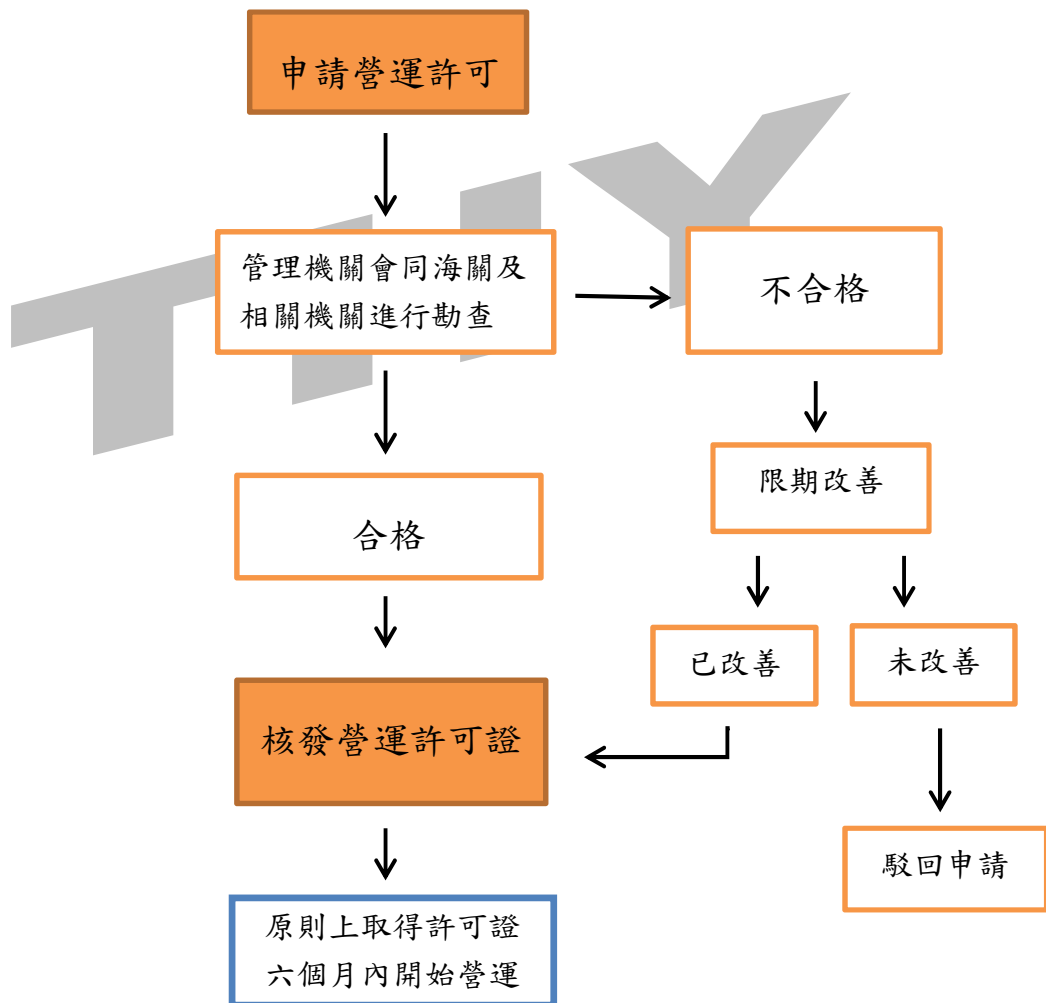 申請營運許可
管理機關會同海關及
相關機關進行勘查
不合格
限期改善
合格
已改善
未改善
核發營運許可證
駁回申請
原則上取得許可證
六個月內開始營運